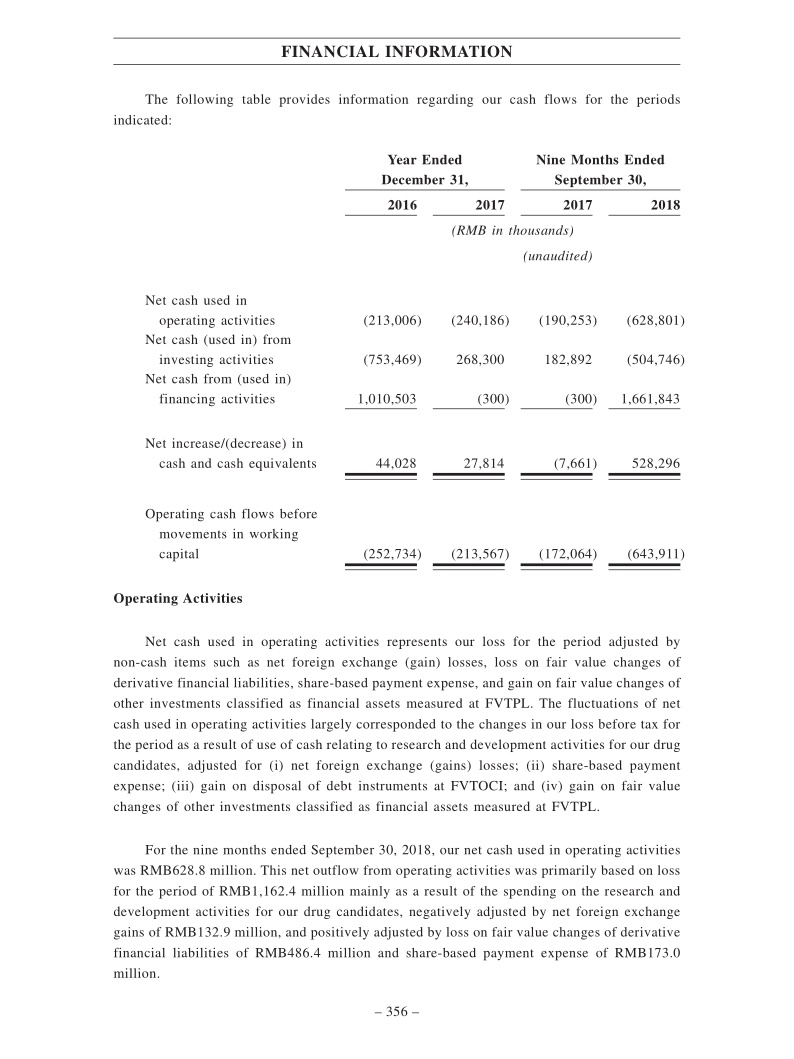 FINANCIAL INFORMATION
The following table provides information regarding our cash flows for the periods
indicated:
Year Ended Nine Months Ended
December 31, September 30,
2016 2017 2017 2018
(RMB in thousands)
(unaudited)
Net cash used in
operating activities (213,006) (240,186) (190,253) (628,801)
Net cash (used in) from
investing activities (753,469) 268,300 182,892 (504,746)
Net cash from (used in)
financing activities 1,010,503 (300) (300) 1,661,843
Net increase/(decrease) in
cash and cash equivalents 44,028 27,814 (7,661) 528,296
Operating cash flows before
movements in working
capital (252,734) (213,567) (172,064) (643,911)
Operating Activities
Net cash used in operating activities represents our loss for the period adjusted by
non-cash items such as net foreign exchange (gain) losses, loss on fair value changes of
derivative financial liabilities, share-based payment expense, and gain on fair value changes of
other investments classified as financial assets measured at FVTPL. The fluctuations of net
cash used in operating activities largely corresponded to the changes in our loss before tax for
the period as a result of use of cash relating to research and development activities for our drug
candidates, adjusted for (i) net foreign exchange (gains) losses; (ii) share-based payment
expense; (iii) gain on disposal of debt instruments at FVTOCI; and (iv) gain on fair value
changes of other investments classified as financial assets measured at FVTPL.
For the nine months ended September 30, 2018, our net cash used in operating activities
was RMB628.8 million. This net outflow from operating activities was primarily based on loss
for the period of RMB1,162.4 million mainly as a result of the spending on the research and
development activities for our drug candidates, negatively adjusted by net foreign exchange
gains of RMB132.9 million, and positively adjusted by loss on fair value changes of derivative
financial liabilities of RMB486.4 million and share-based payment expense of RMB173.0
million.
– 356 –